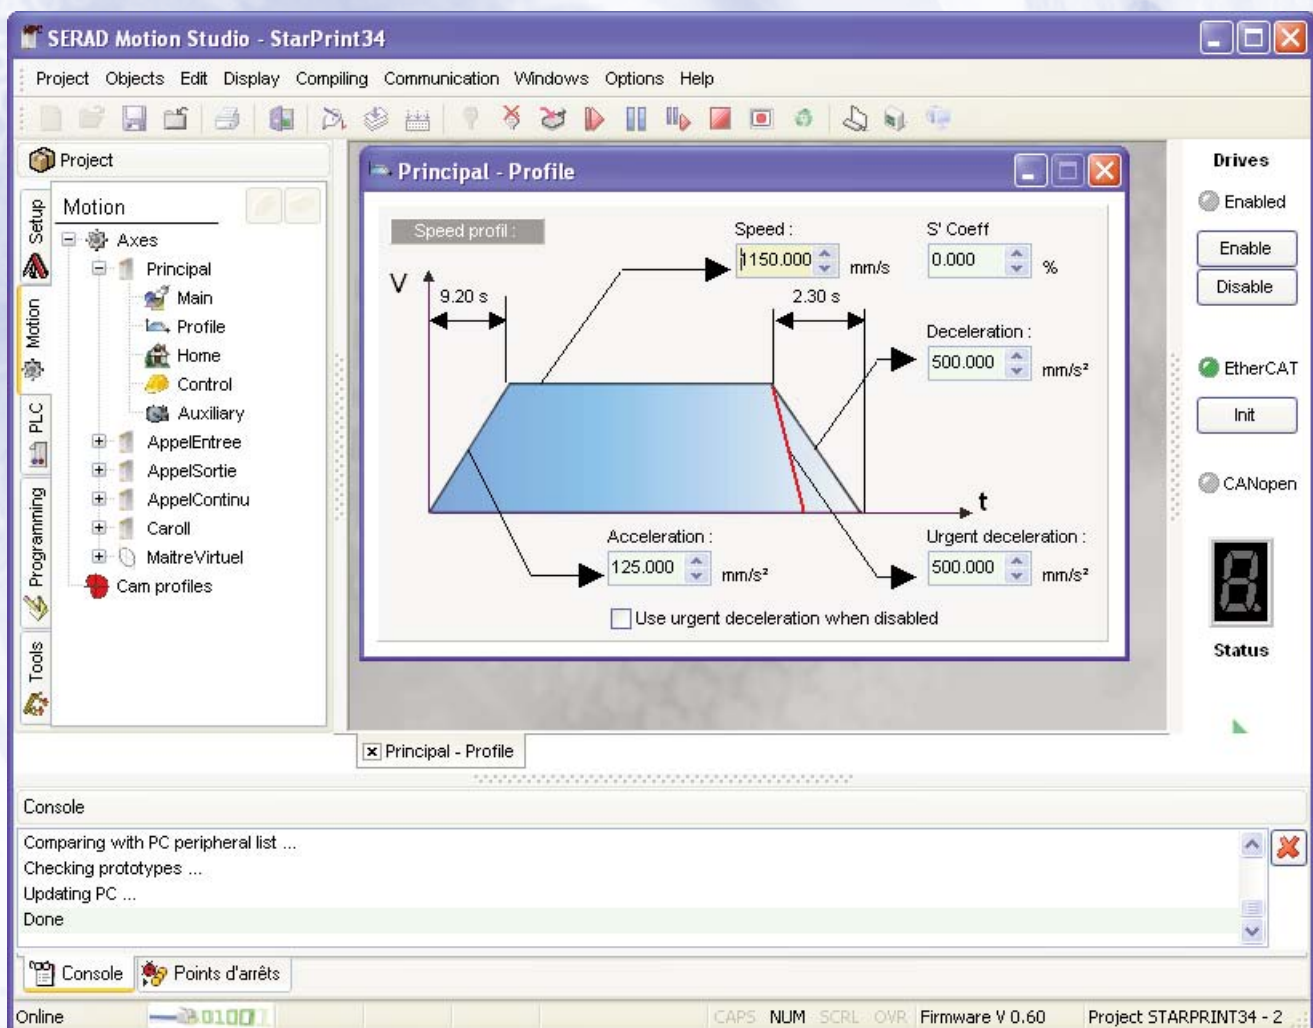 SERAD Motion Studio - StarPrint34
Project Objects Edit Display Compiling Communication Windows Options Help
Project
Setup
Motion
PLC
Programming
Tools
Motion
Axes
Principal
Main
Profile
Home
Control
Auxiliary
AppelEntree
AppelSortie
AppelContinu
Caroll
MaitreVirtuel
Cam profiles
Principal - Profile
Speed profil :
Speed :
1150.000 mm/s
S' Coeff
0.000 %
V
9.20 s
2.30 s
Deceleration :
500.000 mm/s²
t
Acceleration :
125.000 mm/s²
Urgent deceleration :
500.000 mm/s²
Use urgent deceleration when disabled
Drives
Enabled
Enable
Disable
EtherCAT
Init
CANopen
Status
Principal - Profile
Console
Comparing with PC peripheral list ...
Checking prototypes ...
Updating PC ...
Done
Console Points d'arrêts
Online CAPS NUM SCRL OVR Firmware V 0.60 Project STARPRINT34 - 2